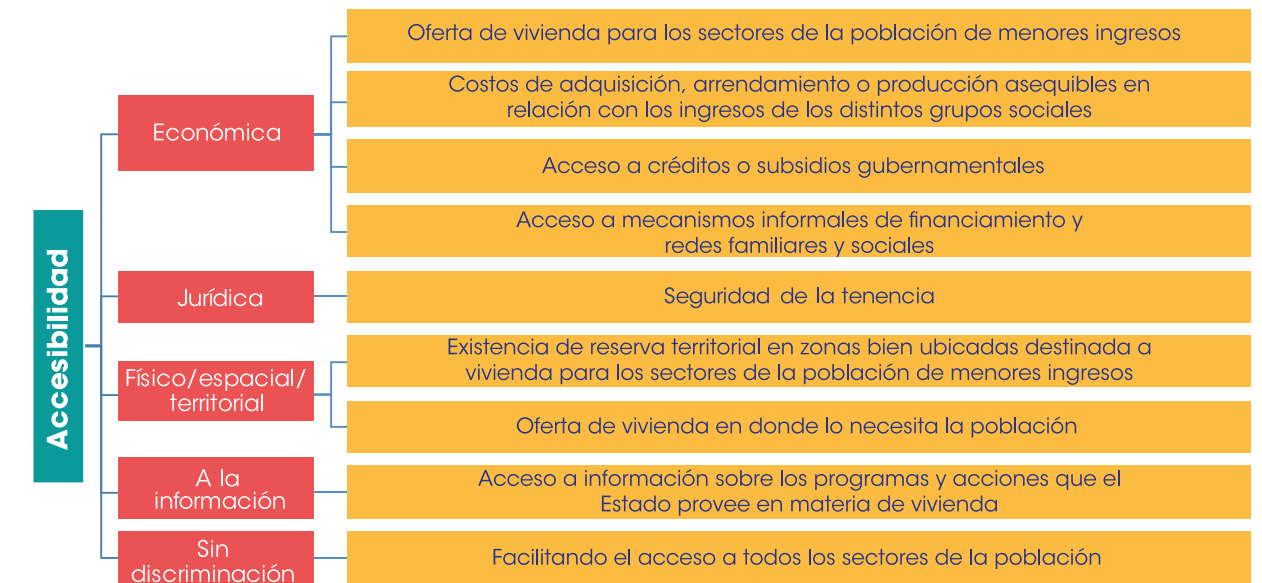 Accesibilidad
Económica
Oferta de vivienda para los sectores de la población de menores ingresos
Costos de adquisición, arrendamiento o producción asequibles en
relación con los ingresos de los distintos grupos sociales
Acceso a créditos o subsidios gubernamentales
Acceso a mecanismos informales de financiamiento y
redes familiares y sociales
Jurídica
Seguridad de la tenencia
Físico/espacial/
territorial
Existencia de reserva territorial en zonas bien ubicadas destinada a
vivienda para los sectores de la población de menores ingresos
Oferta de vivienda en donde lo necesita la población
A la
información
Acceso a información sobre los programas y acciones que el
Estado provee en materia de vivienda
Sin
discriminación
Facilitando el acceso a todos los sectores de la población